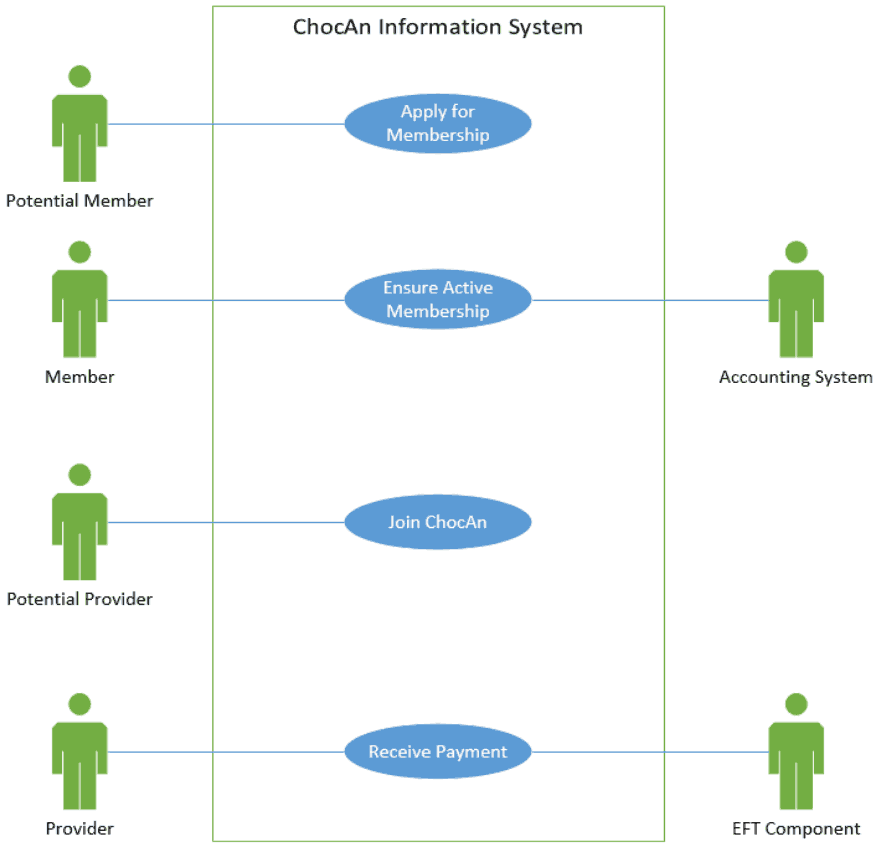 ChocAn Information System
Apply for
Membership
Potential Member
Ensure Active
Membership
Member
Accounting System
Join ChocAn
Potential Provider
Receive Payment
Provider
EFT Component